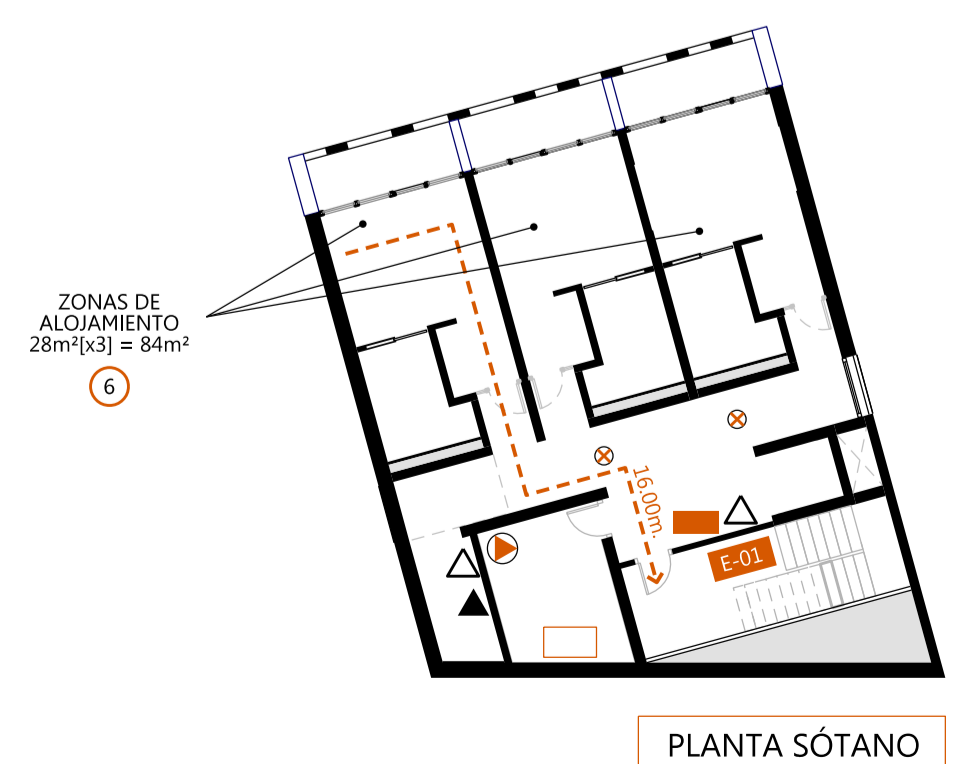 ZONAS DE
ALOJAMIENTO
28m²[x3] = 84m²
6
16.00m.
E-01
PLANTA SÓTANO